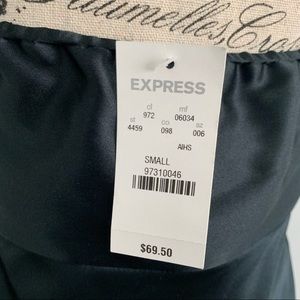 EXPRESS
cl mf
972 06034
st co sz
4459 098 006
AIHS
SMALL
97310046
$69.50